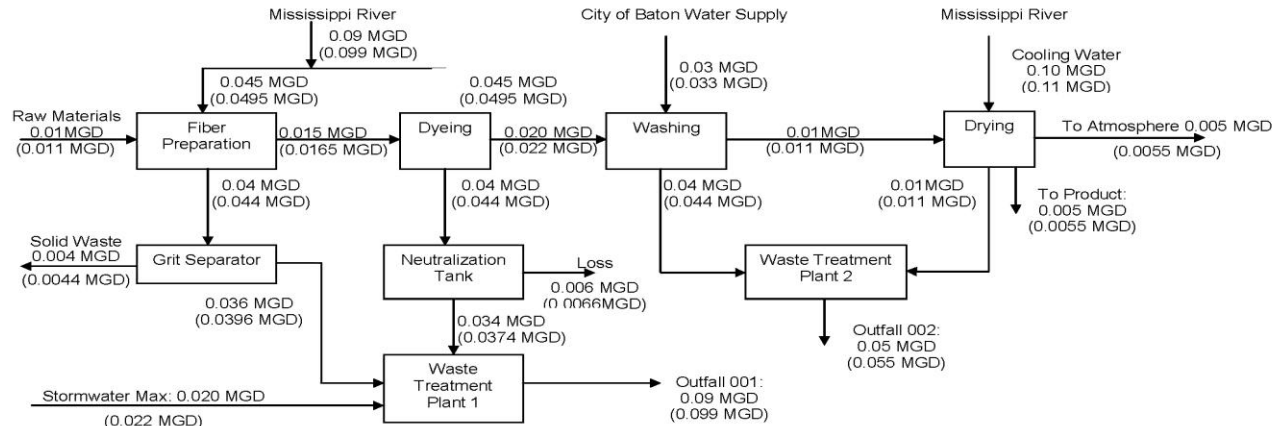 Mississippi River
0.09 MGD
(0.099 MGD)
City of Baton Water Supply
0.03 MGD
(0.033 MGD)
Mississippi River
Cooling Water
0.10 MGD
(0.11 MGD)
0.045 MGD
(0.0495 MGD)
0.045 MGD
(0.0495 MGD)
Raw Materials
0.01MGD
(0.011 MGD)
Fiber
Preparation
0.015 MGD
(0.0165 MGD)
Dyeing
0.020 MGD
(0.022 MGD)
Washing
0.01MGD
(0.011 MGD)
Drying
To Atmosphere 0.005 MGD
(0.0055 MGD)
0.04 MGD
(0.044 MGD)
0.04 MGD
(0.044 MGD)
0.04 MGD
(0.044 MGD)
0.01MGD
(0.011 MGD)
To Product:
0.005 MGD
(0.0055 MGD)
Solid Waste
0.004 MGD
(0.0044 MGD)
Grit Separator
Neutralization
Tank
Loss
0.006 MGD
(0.0066MGD)
Waste Treatment
Plant 2
0.036 MGD
(0.0396 MGD)
0.034 MGD
(0.0374 MGD)
Outfall 002:
0.05 MGD
(0.055 MGD)
Stormwater Max: 0.020 MGD
(0.022 MGD)
Waste
Treatment
Plant 1
Outfall 001:
0.09 MGD
(0.099 MGD)